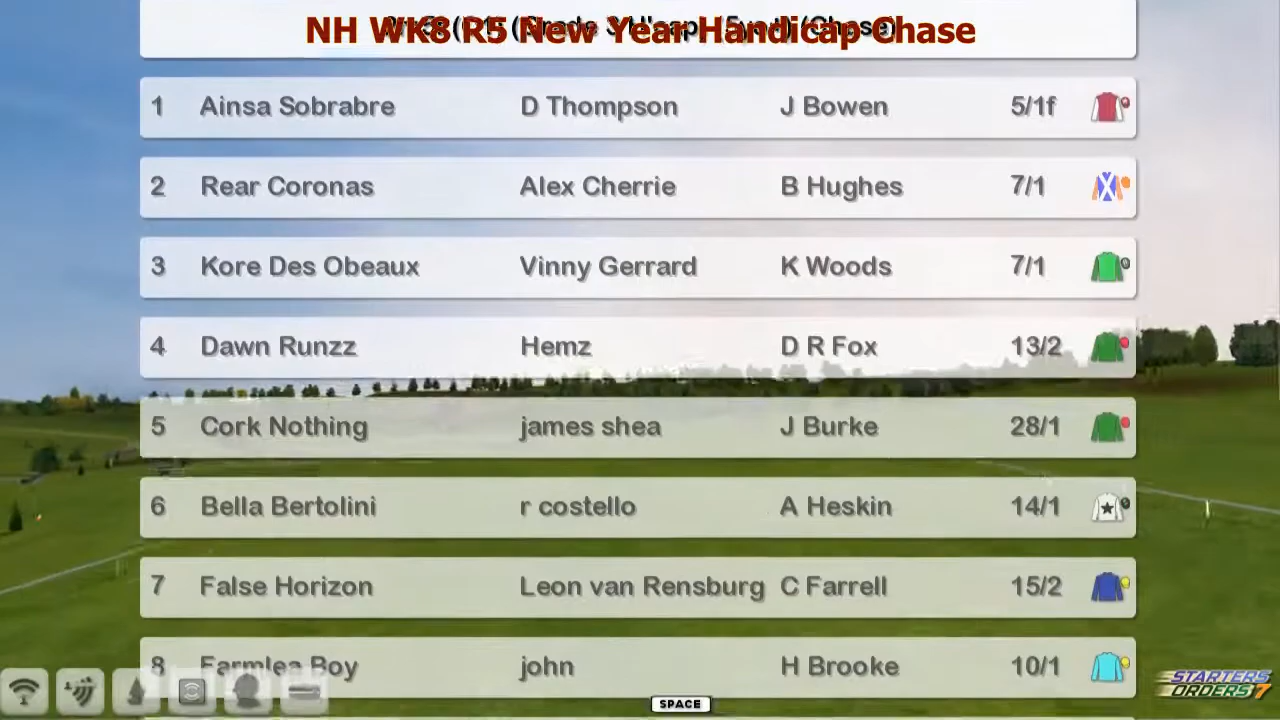 NH WK8 R5 New Year Handicap Chase
1 Ainsa Sobrabre D Thompson J Bowen 5/1f
2 Rear Coronas Alex Cherrie B Hughes 7/1
3 Kore Des Obeaux Vinny Gerrard K Woods 7/1
4 Dawn Runzz Hemz D R Fox 13/2
5 Cork Nothing james shea J Burke 28/1
6 Bella Bertolini r costello A Heskin 14/1
7 False Horizon Leon van Rensburg C Farrell 15/2
8 Farmlea Boy john H Brooke 10/1
SPACE
STARTERS
ORDERS 7